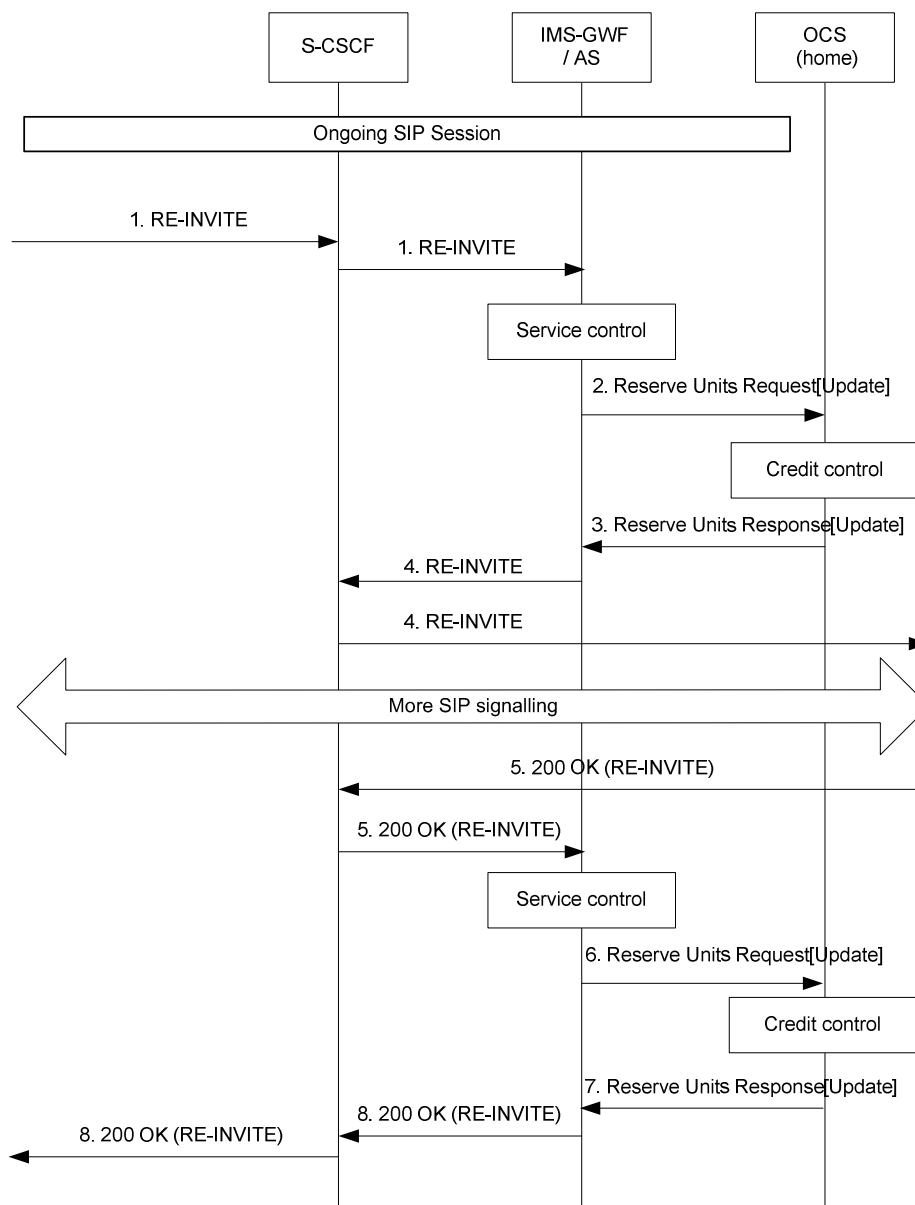 S-CSCF
IMS-GWF
/ AS
OCS
(home)
Ongoing SIP Session
1. RE-INVITE
1. RE-INVITE
Service control
2. Reserve Units Request[Update]
Credit control
3. Reserve Units Response[Update]
4. RE-INVITE
4. RE-INVITE
More SIP signalling
5. 200 OK (RE-INVITE)
5. 200 OK (RE-INVITE)
Service control
6. Reserve Units Request[Update]
Credit control
7. Reserve Units Response[Update]
8. 200 OK (RE-INVITE)
8. 200 OK (RE-INVITE)